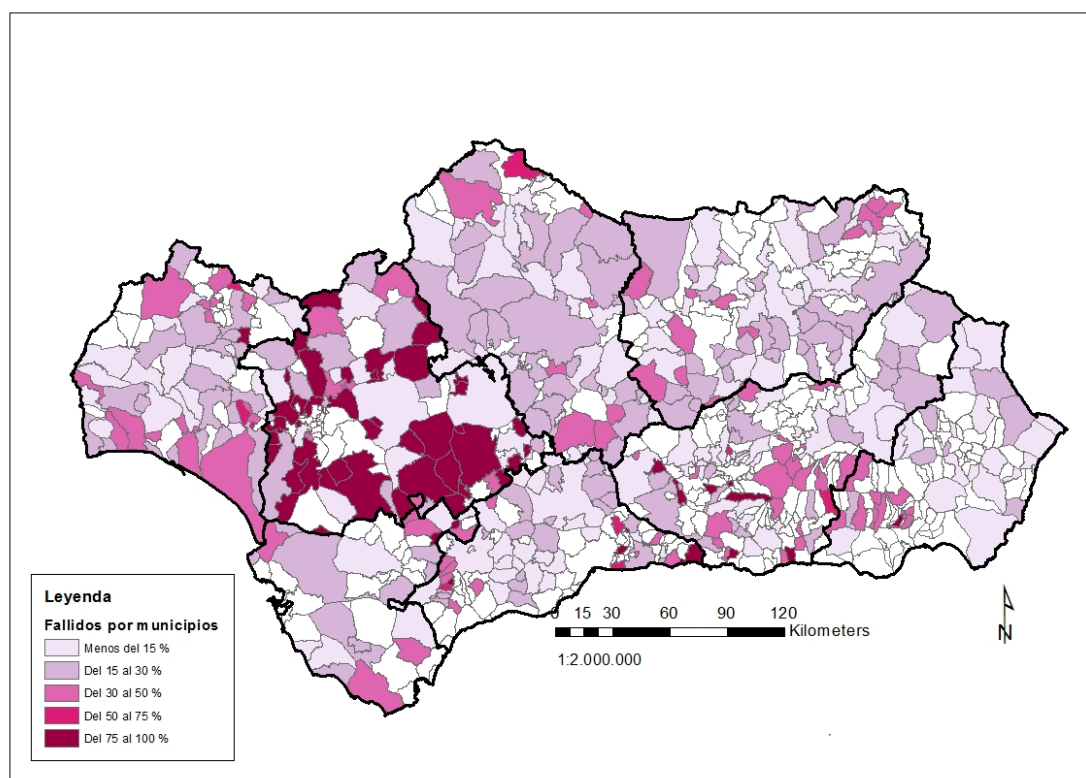 0 15 30 60 90 120
Kilometers
1:2.000.000
N
Leyenda
Fallidos por municipios
Menos del 15 %
Del 15 al 30 %
Del 30 al 50 %
Del 50 al 75 %
Del 75 al 100 %